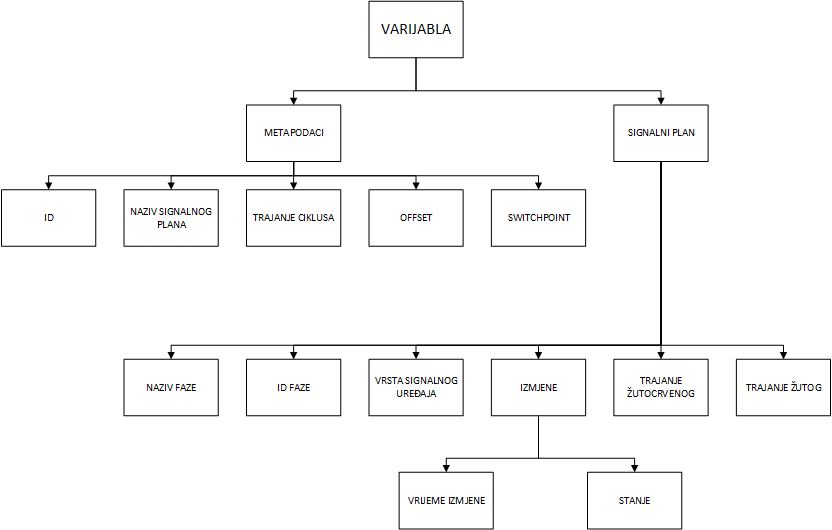 VARIJABLA
METAPODACI
SIGNALNI PLAN
ID
NAZIV SIGNALNOG
PLANA
TRAJANJE CIKLUSA
OFFSET
SWITCHPOINT
NAZIV FAZE
ID FAZE
VRSTA SIGNALNOG
UREĐAJA
IZMJENE
TRAJANJE
ŽUTOCRVENOG
TRAJANJE ŽUTOG
VRIJEME IZMJENE
STANJE